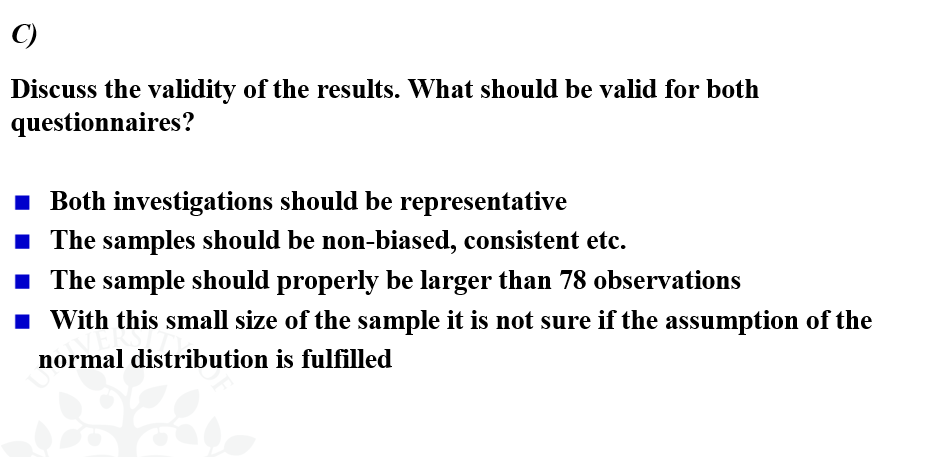 C)
Discuss the validity of the results. What should be valid for both
questionnaires?
Both investigations should be representative
The samples should be non-biased, consistent etc.
The sample should properly be larger than 78 observations
With this small size of the sample it is not sure if the assumption of the
normal distribution is fulfilled
UNIVERSITY OF